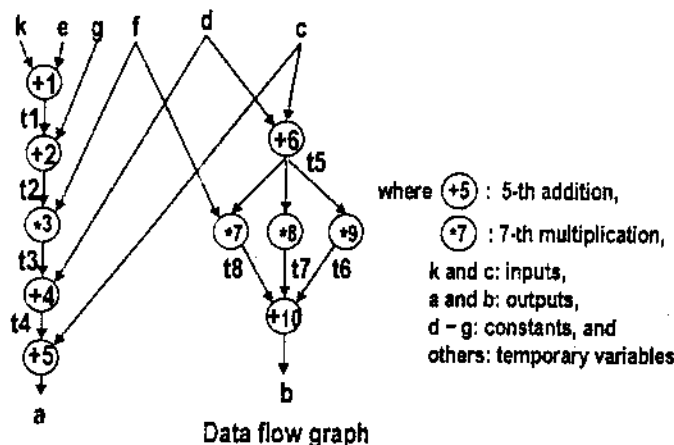 k e g f d c
+1
t1
+2
+6
t2
t5
*3
*7 *8 *9
t3
t8 t7 t6
+4
+10
t4
+5
a
b
where +5 : 5-th addition,
*7 : 7-th multiplication,
k and c: inputs,
a and b: outputs,
d – g: constants, and
others: temporary variables
Data flow graph